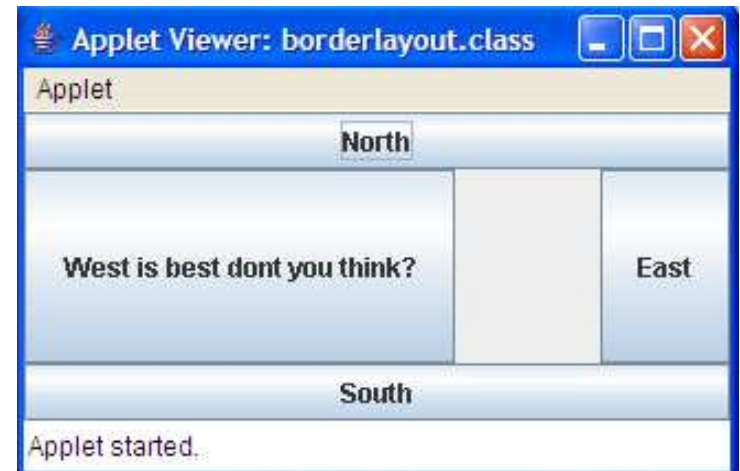 Applet Viewer: borderlayout.class
Applet
North
West is best dont you think?
East
South
Applet started.